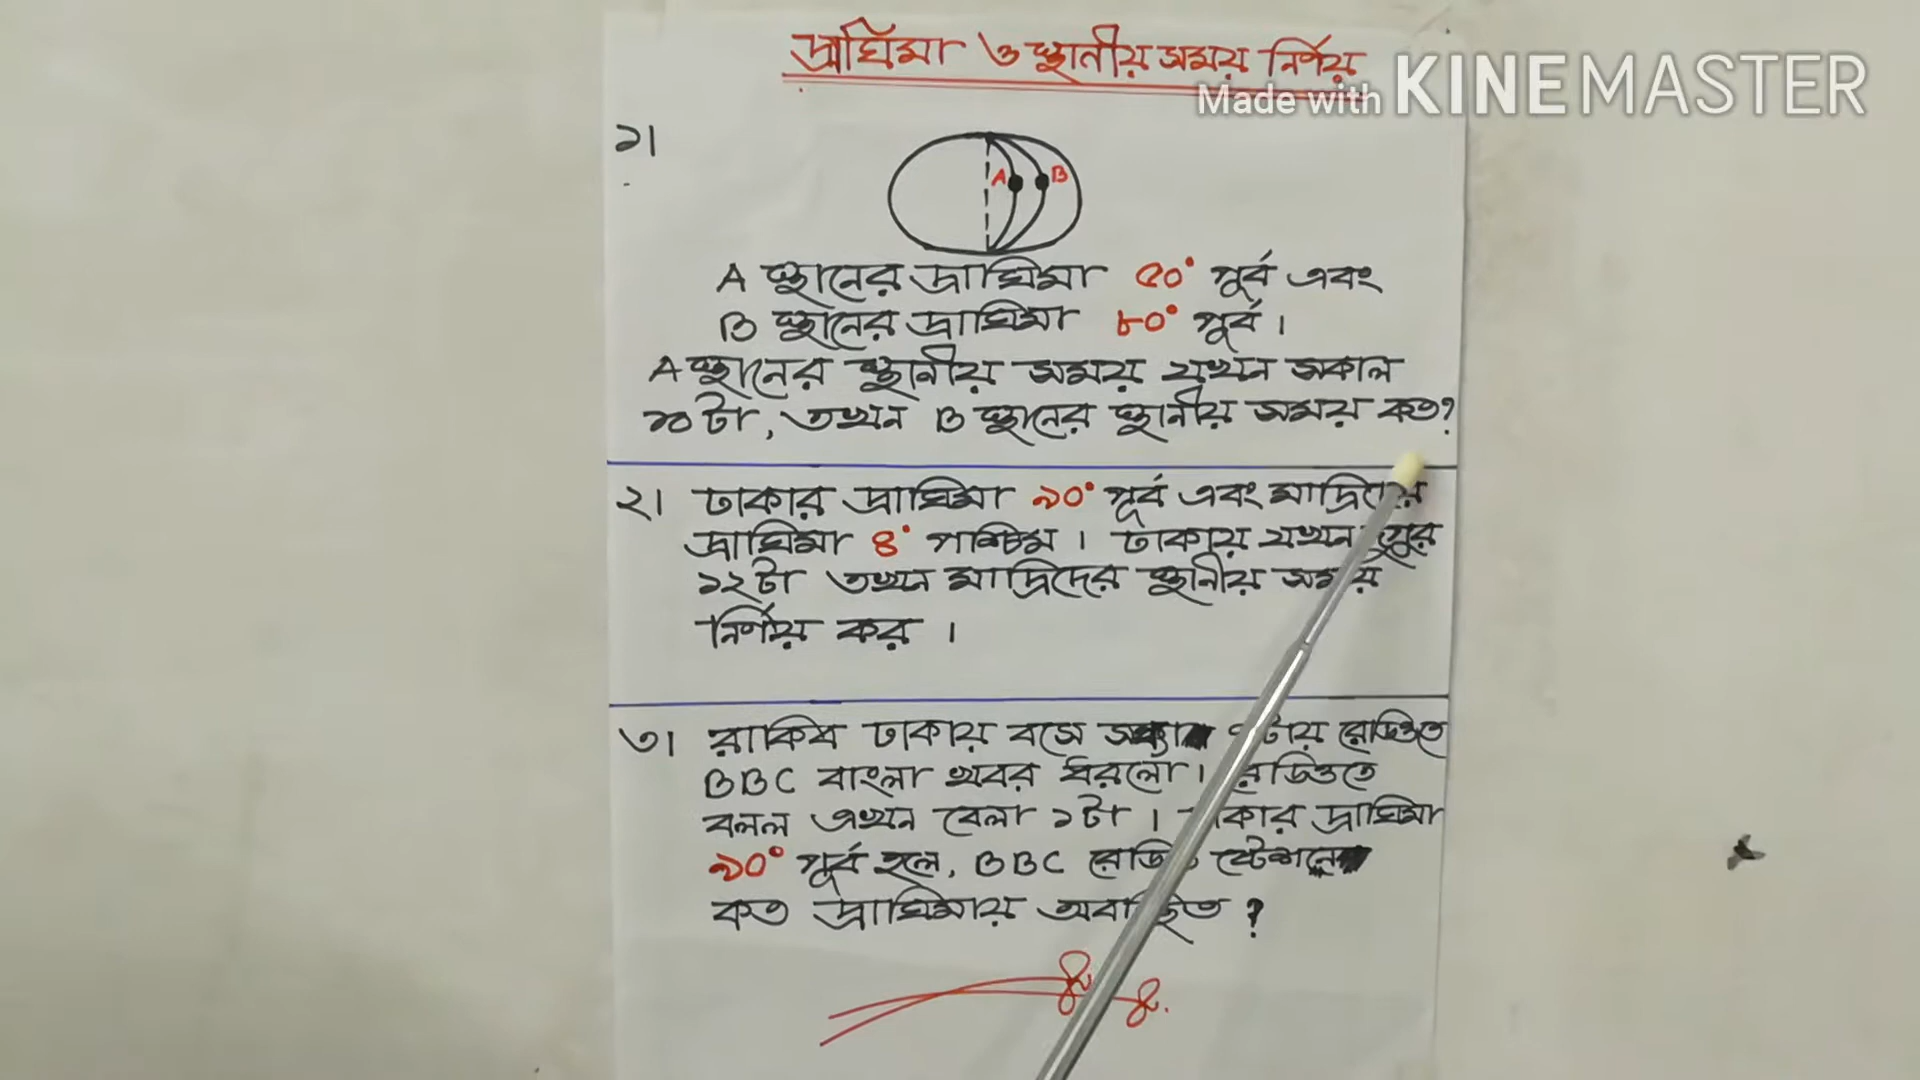 দ্রাঘিমা ও স্থানীয় সময় নির্ণয়
Made with KINEMASTER
১।
A B
A স্থানের দ্রাঘিমা ৫০° পূর্ব এবং
B স্থানের দ্রাঘিমা ৮০° পূর্ব।
A স্থানের স্থানীয় সময় যখন সকাল
১০টা, তখন B স্থানের স্থানীয় সময় কত?
২। ঢাকার দ্রাঘিমা ৯০° পূর্ব এবং
দ্রাঘিমা ৪° পশ্চিম। ঢাকায় যখন
১২টা তখন মাদ্রিদের স্থানীয় সময়
নির্ণয় কর।
৩। রাকিব ঢাকায় বসে রেডিওতে
BBC বাংলা খবর ধরলো।
বলল এখন বেলা ১টা। দ্রাঘিমা
৯০° পূর্ব হলে, BBC
কত দ্রাঘিমায় অবস্থিত?